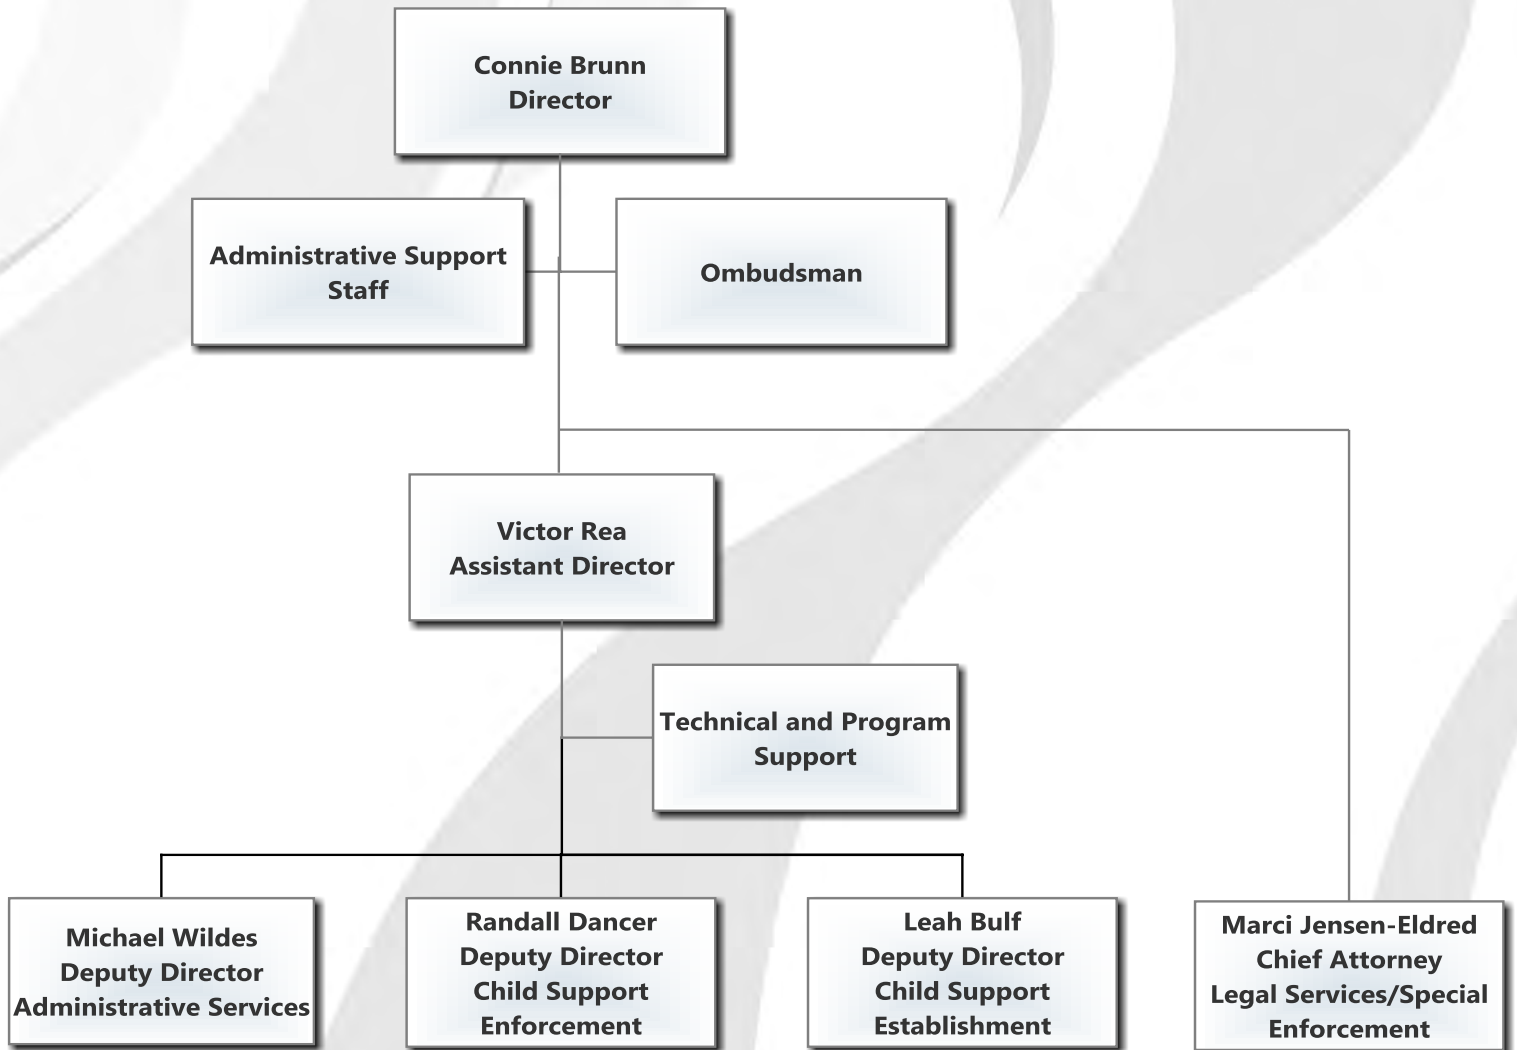 Connie Brunn
Director
Administrative Support
Staff
Ombudsman
Victor Rea
Assistant Director
Technical and Program
Support
Michael Wildes
Deputy Director
Administrative Services
Randall Dancer
Deputy Director
Child Support
Enforcement
Leah Bulf
Deputy Director
Child Support
Establishment
Marci Jensen-Eldred
Chief Attorney
Legal Services/Special
Enforcement